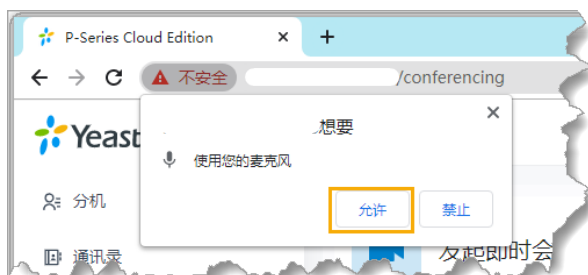 P-Series Cloud Edition
不安全
/conferencing
想要
Yeast
使用您的麦克风
分机
允许
禁止
通讯录
发起即时会